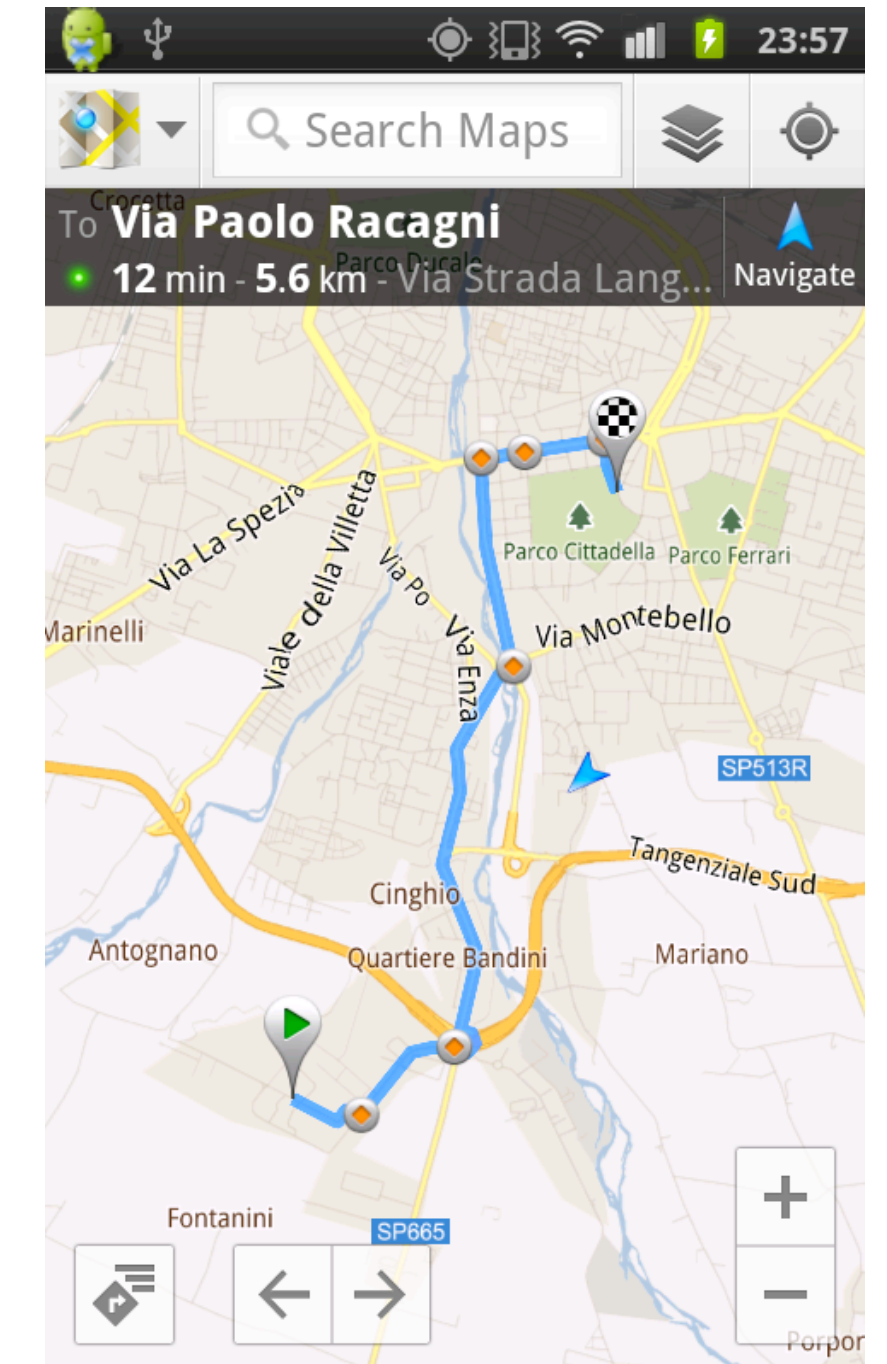 23:57
Search Maps
Crocetta
To Via Paolo Racagni
Parco Ducale
12 min - 5.6 km - Via Strada Lang...
Navigate
Via La Spezia
Viale della Villetta
Via Po
Parco Cittadella
Parco Ferrari
Marinelli
Via Enza
Via Montebello
SP513R
Tangenziale Sud
Cinghio
Antognano
Quartiere Bandini
Mariano
Fontanini
SP665
Porpor